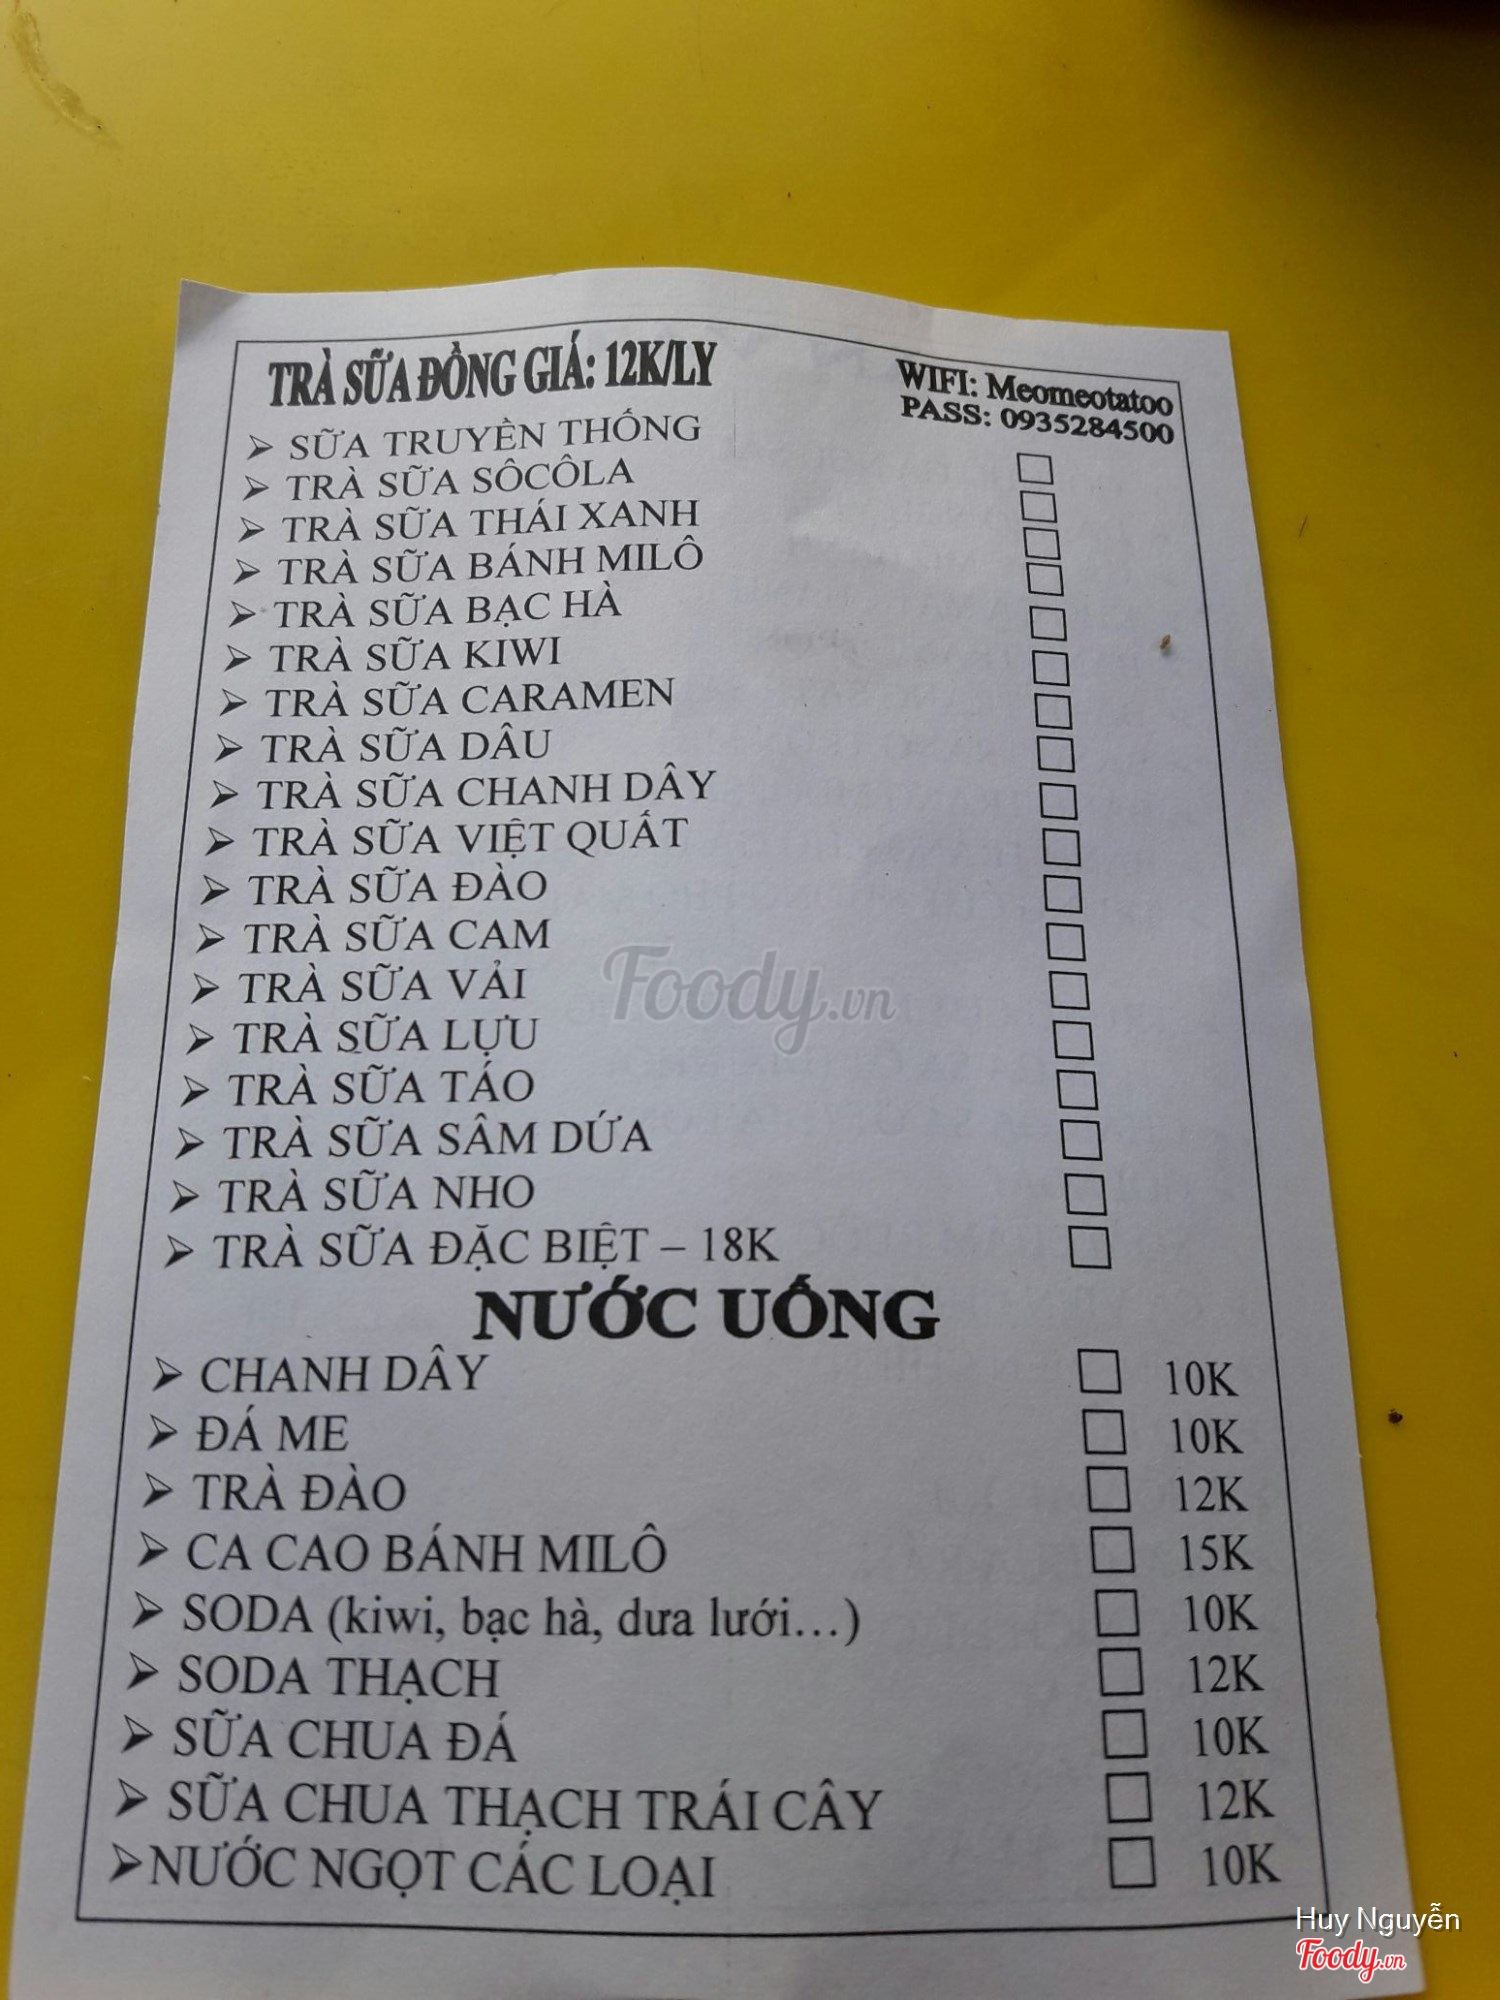 TRÀ SỮA ĐỒNG GIÁ: 12K/LY
WIFI: Meomeotatoo
PASS: 0935284500
➢ SỮA TRUYỀN THỐNG
➢ TRÀ SỮA SÔCÔLA
➢ TRÀ SỮA THÁI XANH
➢ TRÀ SỮA BÁNH MILÔ
➢ TRÀ SỮA BẠC HÀ
➢ TRÀ SỮA KIWI
➢ TRÀ SỮA CARAMEN
➢ TRÀ SỮA DÂU
➢ TRÀ SỮA CHANH DÂY
➢ TRÀ SỮA VIỆT QUẤT
➢ TRÀ SỮA ĐÀO
➢ TRÀ SỮA CAM
➢ TRÀ SỮA VẢI
➢ TRÀ SỮA LỰU
➢ TRÀ SỮA TÁO
➢ TRÀ SỮA SÂM DỨA
➢ TRÀ SỮA NHO
➢ TRÀ SỮA ĐẶC BIỆT – 18K
NƯỚC UỐNG
➢ CHANH DÂY 10K
➢ ĐÁ ME 10K
➢ TRÀ ĐÀO 12K
➢ CA CAO BÁNH MILÔ 15K
➢ SODA (kiwi, bạc hà, dưa lưới...) 10K
➢ SODA THẠCH 12K
➢ SỮA CHUA ĐÁ 10K
➢ SỮA CHUA THẠCH TRÁI CÂY 12K
➢NƯỚC NGỌT CÁC LOẠI 10K
Foody.vn
Huy Nguyễn
Foody.vn